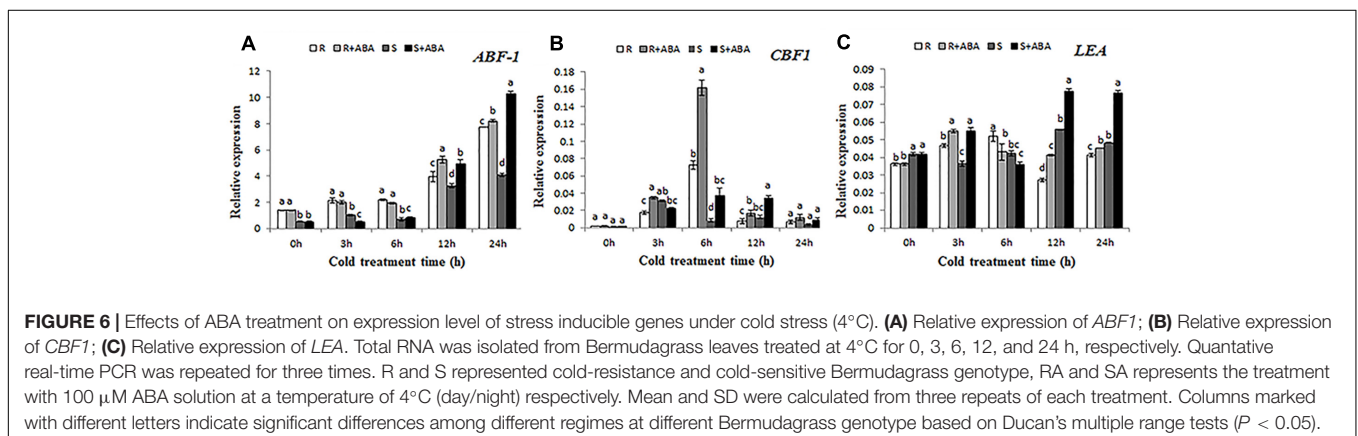 A
R R+ABA S S+ABA
ABF-1
Relative expression
12
10
8
6
4
2
0
a a b b
a a b c
a a b b
c a d b
c b d a
0h 3h 6h 12h 24h
Cold treatment time (h)
B
R R+ABA S S+ABA
CBF1
Relative expression
0.18
0.16
0.14
0.12
0.1
0.08
0.06
0.04
0.02
0
a a a a
c a ab bc
b a d bc
c b bc a
a a a a
0h 3h 6h 12h 24h
Cold treatment time (h)
C
R R+ABA S S+ABA
LEA
Relative expression
0.09
0.08
0.07
0.06
0.05
0.04
0.03
0.02
0.01
0
b b a a
b a c a
a b bc c
d c b a
c b b a
0h 3h 6h 12h 24h
Cold treatment time (h)
FIGURE 6 | Effects of ABA treatment on expression level of stress inducible genes under cold stress (4°C). (A) Relative expression of ABF1; (B) Relative expression
of CBF1; (C) Relative expression of LEA. Total RNA was isolated from Bermudagrass leaves treated at 4°C for 0, 3, 6, 12, and 24 h, respectively. Quantative
real-time PCR was repeated for three times. R and S represented cold-resistance and cold-sensitive Bermudagrass genotype, RA and SA represents the treatment
with 100 μM ABA solution at a temperature of 4°C (day/night) respectively. Mean and SD were calculated from three repeats of each treatment. Columns marked
with different letters indicate significant differences among different regimes at different Bermudagrass genotype based on Ducan's multiple range tests (P < 0.05).